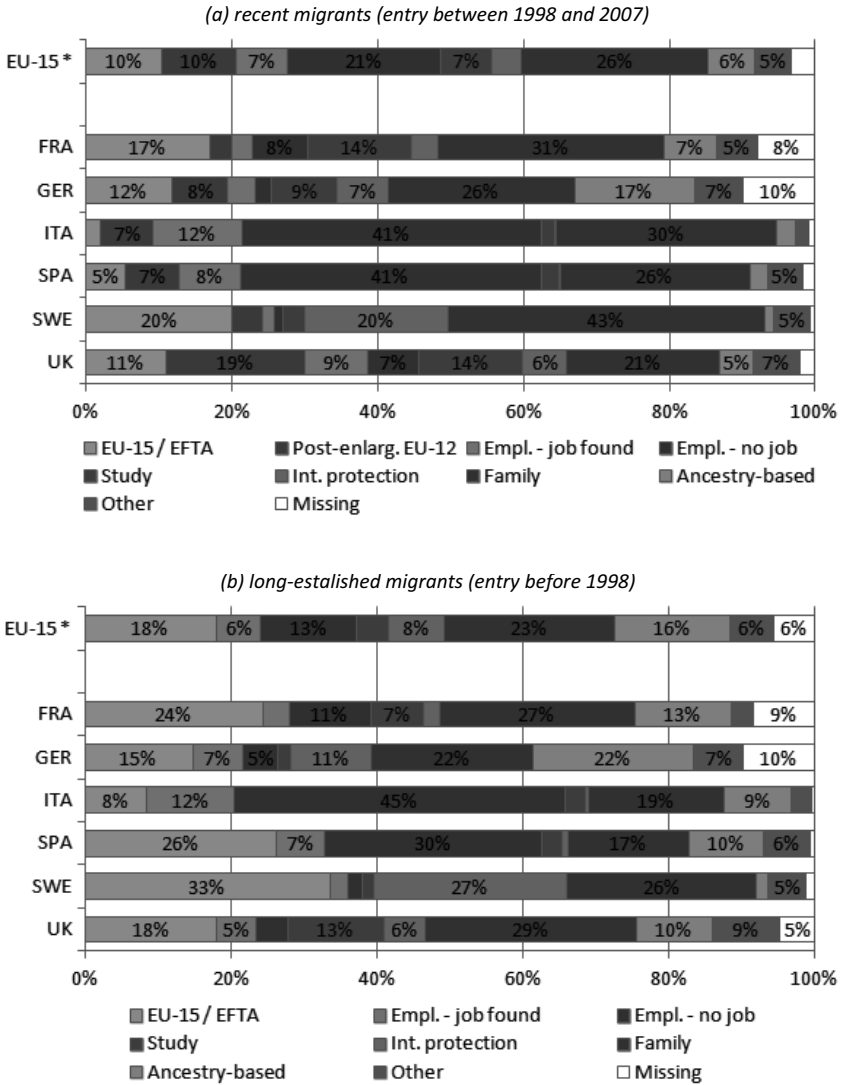 (a) recent migrants (entry between 1998 and 2007)
EU-15 * 10% 10% 7% 21% 7% 26% 6% 5%
FRA 17% 8% 14% 31% 7% 5% 8%
GER 12% 8% 9% 7% 26% 17% 7% 10%
ITA 7% 12% 41% 30%
SPA 5% 7% 8% 41% 26% 5%
SWE 20% 20% 43% 5%
UK 11% 19% 9% 7% 14% 6% 21% 5% 7%
0% 20% 40% 60% 80% 100%
EU-15 / EFTA Post-enlarg. EU-12 Empl. - job found Empl. - no job
Study Int. protection Family Ancestry-based
Other Missing
(b) long-estalished migrants (entry before 1998)
EU-15 * 18% 6% 13% 8% 23% 16% 6% 6%
FRA 24% 11% 7% 27% 13% 9%
GER 15% 7% 5% 11% 22% 22% 7% 10%
ITA 8% 12% 45% 19% 9%
SPA 26% 7% 30% 17% 10% 6%
SWE 33% 27% 26% 5%
UK 18% 5% 13% 6% 29% 10% 9% 5%
0% 20% 40% 60% 80% 100%
EU-15 / EFTA Empl. - job found Empl. - no job
Study Int. protection Family
Ancestry-based Other Missing